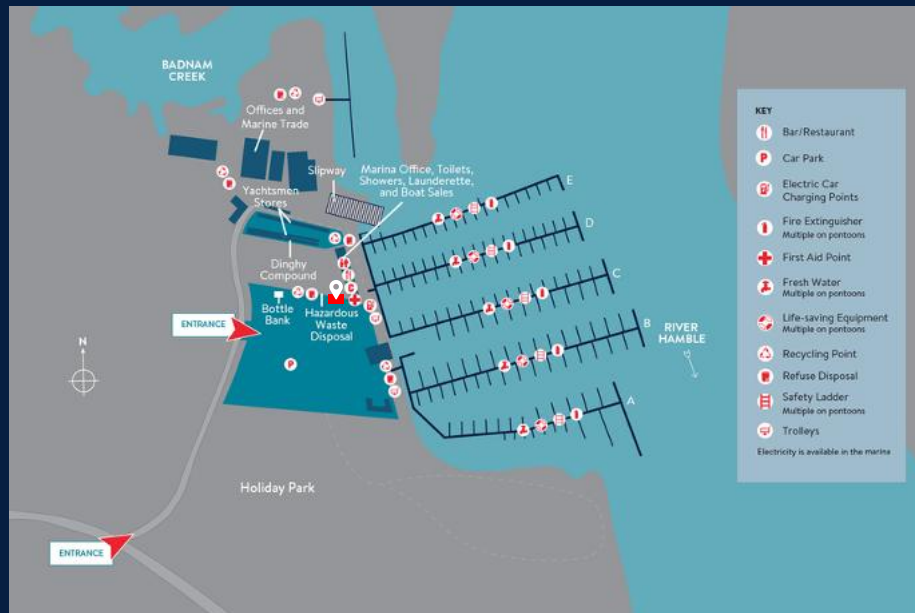 BADNAM
CREEK
Offices and
Marine Trade
Slipway
Marina Office, Toilets,
Showers, Launderette,
and Boat Sales
Yachtsmen
Stores
Dinghy
Compound
Bottle
Bank
Hazardous
Waste
Disposal
ENTRANCE
P
N
E
D
C
B
A
RIVER
HAMBLE
Holiday Park
ENTRANCE
KEY
Bar/Restaurant
P
Car Park
Electric Car
Charging Points
Fire Extinguisher
Multiple on pontoons
First Aid Point
Fresh Water
Multiple on pontoons
Life-saving Equipment
Multiple on pontoons
Recycling Point
Refuse Disposal
Safety Ladder
Multiple on pontoons
Trolleys
Electricity is available in the marina